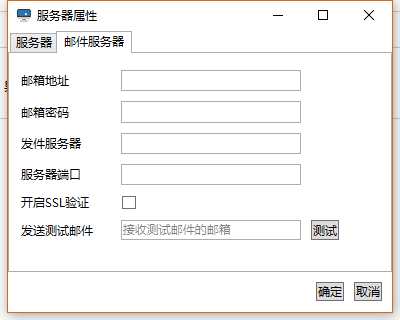 服务器属性
服务器 邮件服务器
邮箱地址
邮箱密码
发件服务器
服务器端口
开启SSL验证
发送测试邮件 接收测试邮件的邮箱 测试
确定 取消